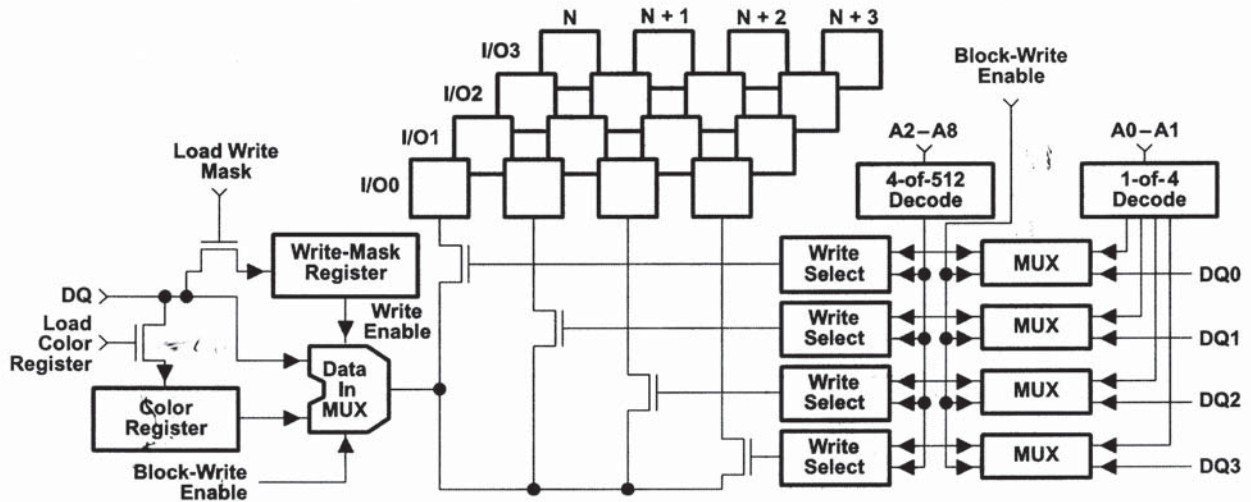 N
N + 1
N + 2
N + 3
I/O3
I/O2
I/O1
I/O0
Block-Write
Enable
Load Write
Mask
A2–A8
A0–A1
4-of-512
Decode
1-of-4
Decode
Write-Mask
Register
Write
Enable
DQ
Load
Color
Register
Data
In
MUX
Color
Register
Block-Write
Enable
Write
Select
MUX
DQ0
Write
Select
MUX
DQ1
Write
Select
MUX
DQ2
Write
Select
MUX
DQ3